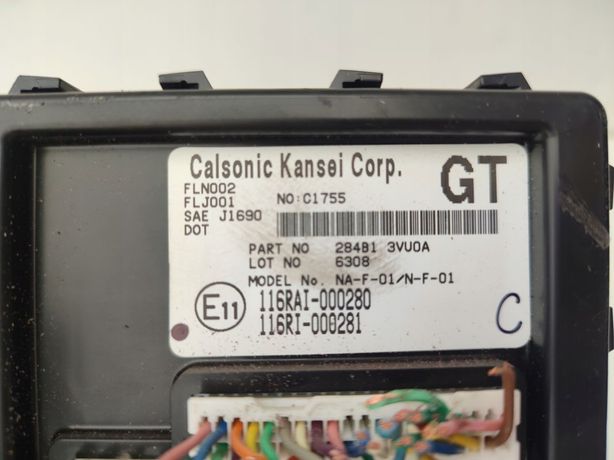 Calsonic Kansei Corp. GT
FLN002
FLJ001 NO:C1755
SAE J1690
DOT
PART NO 284B1 3VU0A
LOT NO 6308
MODEL No. NA-F-01/N-F-01
E11 116RAI-000280
116RI-000281
C